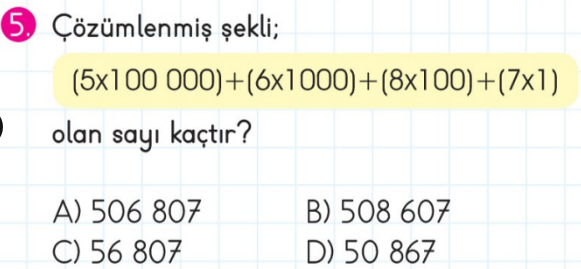 5. Çözümlenmiş şekli;
(5x100 000)+(6x1000)+(8x100)+(7x1)
olan sayı kaçtır?
A) 506 807 B) 508 607
C) 56 807 D) 50 867